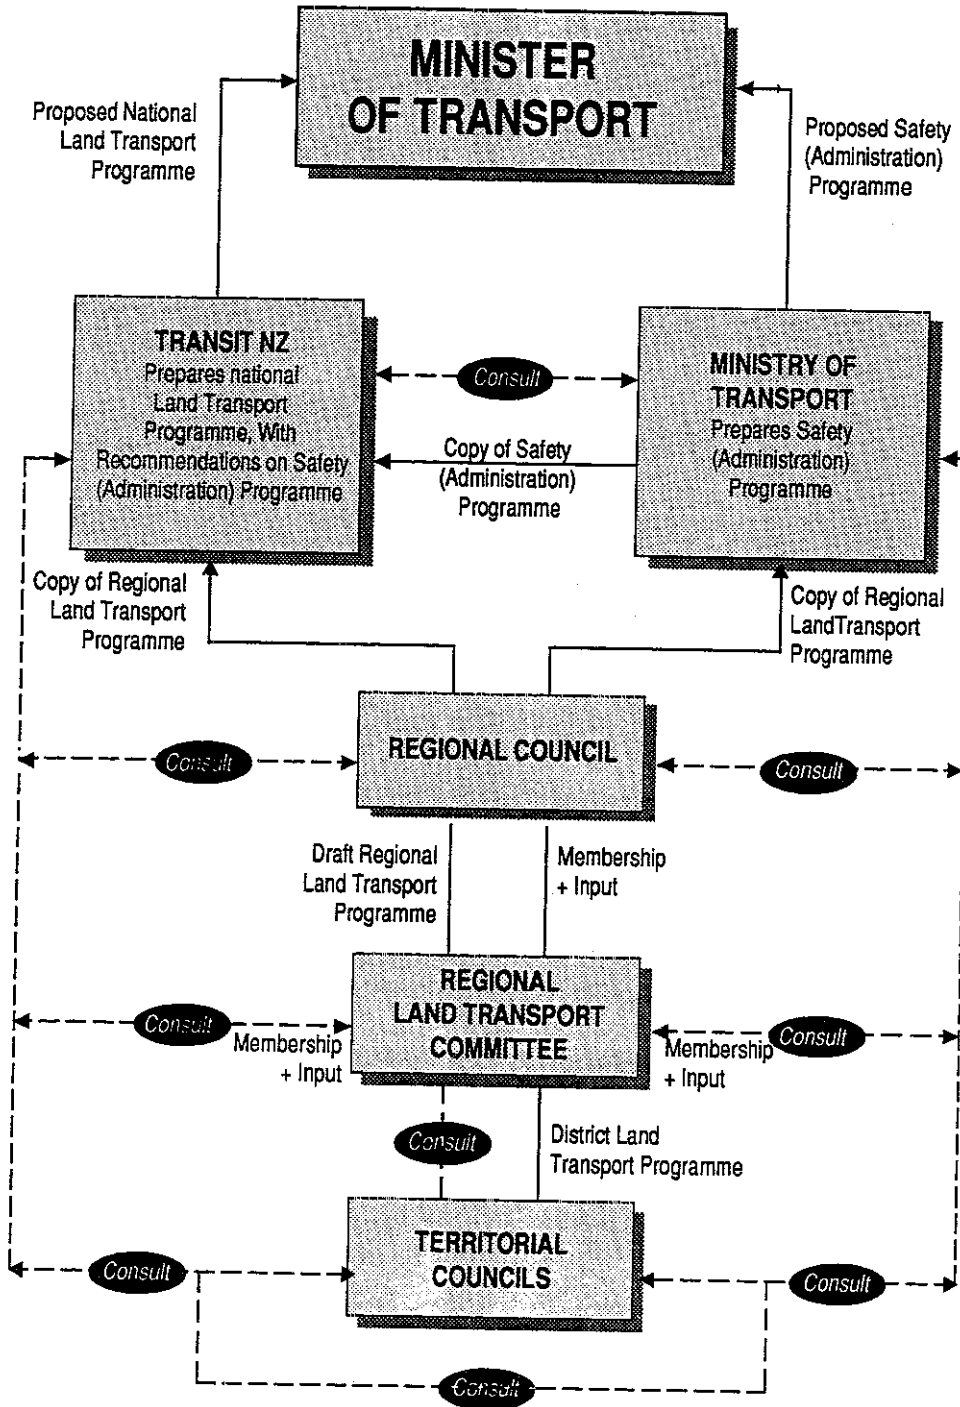 MINISTER
OF TRANSPORT
Proposed National
Land Transport
Programme
Proposed Safety
(Administration)
Programme
TRANSIT NZ
Prepares national
Land Transport
Programme, With
Recommendations on Safety
(Administration) Programme
Consult
MINISTRY OF
TRANSPORT
Prepares Safety
(Administration)
Programme
Copy of Safety
(Administration)
Programme
Copy of Regional
Land Transport
Programme
Copy of Regional
LandTransport
Programme
Consult
REGIONAL COUNCIL
Consult
Draft Regional
Land Transport
Programme
Membership
+ Input
Consult
Membership
+ Input
REGIONAL
LAND TRANSPORT
COMMITTEE
Consult
Membership
+ Input
Consult
District Land
Transport Programme
Consult
TERRITORIAL
COUNCILS
Consult
Consult